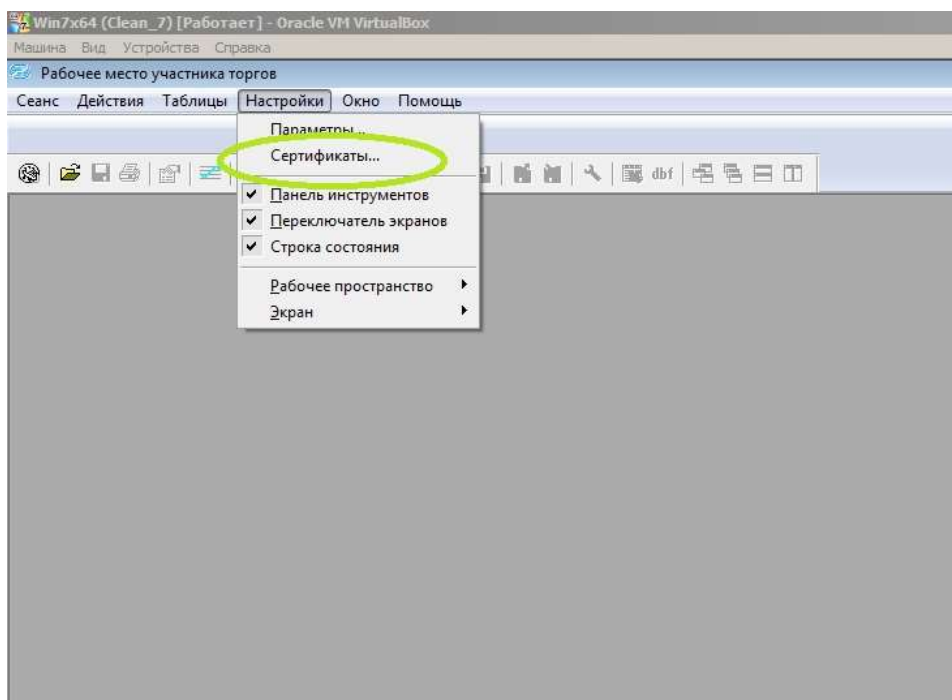 Win7x64 (Clean_7) [Работает] - Oracle VM VirtualBox
Машина Вид Устройства Справка
Рабочее место участника торгов
Сеанс Действия Таблицы Настройки Окно Помощь
Параметры...
Сертификаты...
dbf
Панель инструментов
Переключатель экранов
Строка состояния
Рабочее пространство
Экран